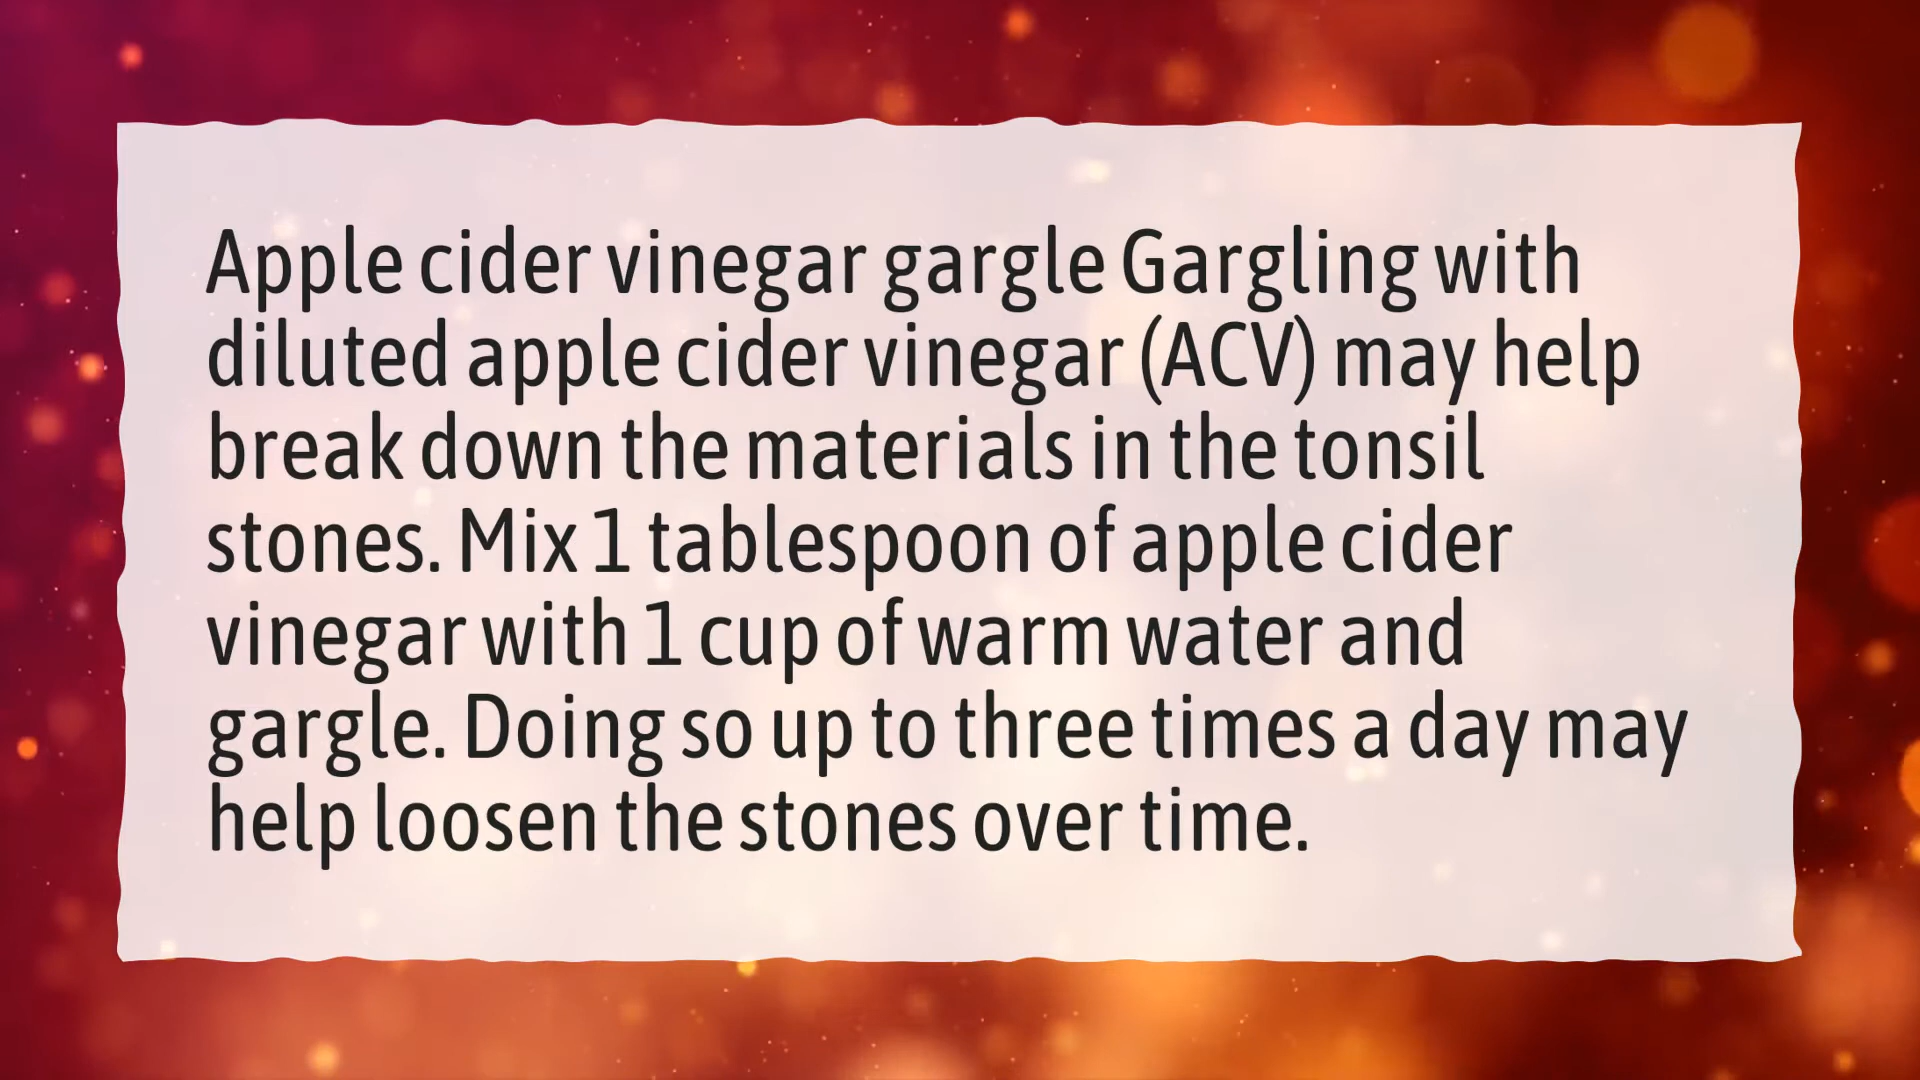 Apple cider vinegar gargle Gargling with
diluted apple cider vinegar (ACV) may help
break down the materials in the tonsil
stones. Mix 1 tablespoon of apple cider
vinegar with 1 cup of warm water and
gargle. Doing so up to three times a day may
help loosen the stones over time.